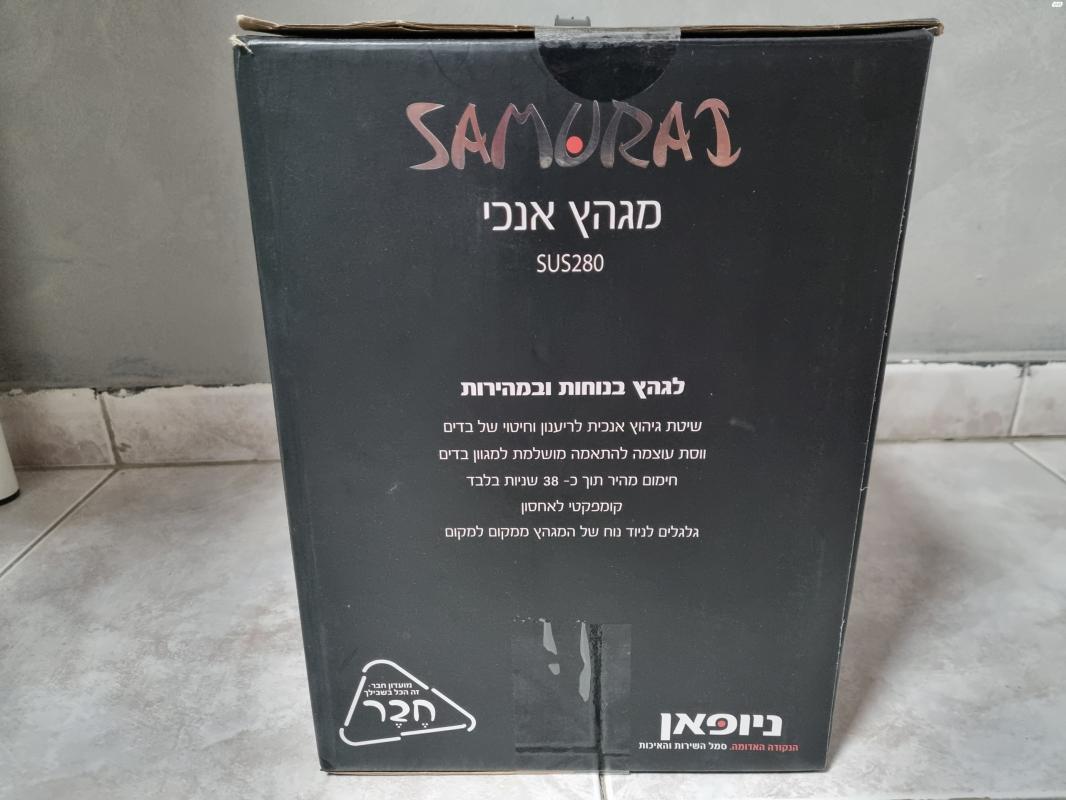 SAMURAI
מגהץ אנכי
SUS280
לגהץ בנוחות ובמהירות
שיטת גיהוץ אנכית לריענון וחיטוי של בדים
ווסת עוצמה להתאמה מושלמת למגוון בדים
חימום מהיר תוך כ- 38 שניות בלבד
קומפקטי לאחסון
גלגלים לניוד נוח של המגהץ ממקום למקום
מועדון חבר-
זה הכל בשבילך
חֶבֶר
ניופאן
הנקודה האדומה. סמל השירות והאיכות